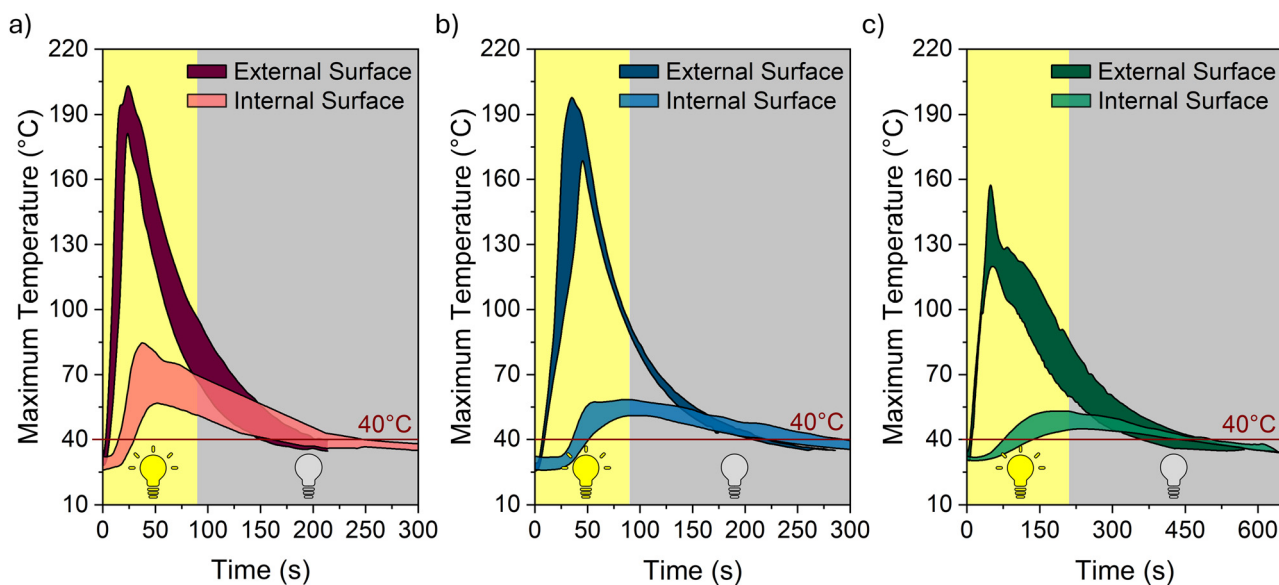 a)
220
190
160
130
100
70
40
10
Maximum Temperature (°C)
External Surface
Internal Surface
40°C
0 50 100 150 200 250 300
Time (s)
b)
220
190
160
130
100
70
40
10
Maximum Temperature (°C)
External Surface
Internal Surface
40°C
0 50 100 150 200 250 300
Time (s)
c)
220
190
160
130
100
70
40
10
Maximum Temperature (°C)
External Surface
Internal Surface
40°C
0 150 300 450 600
Time (s)